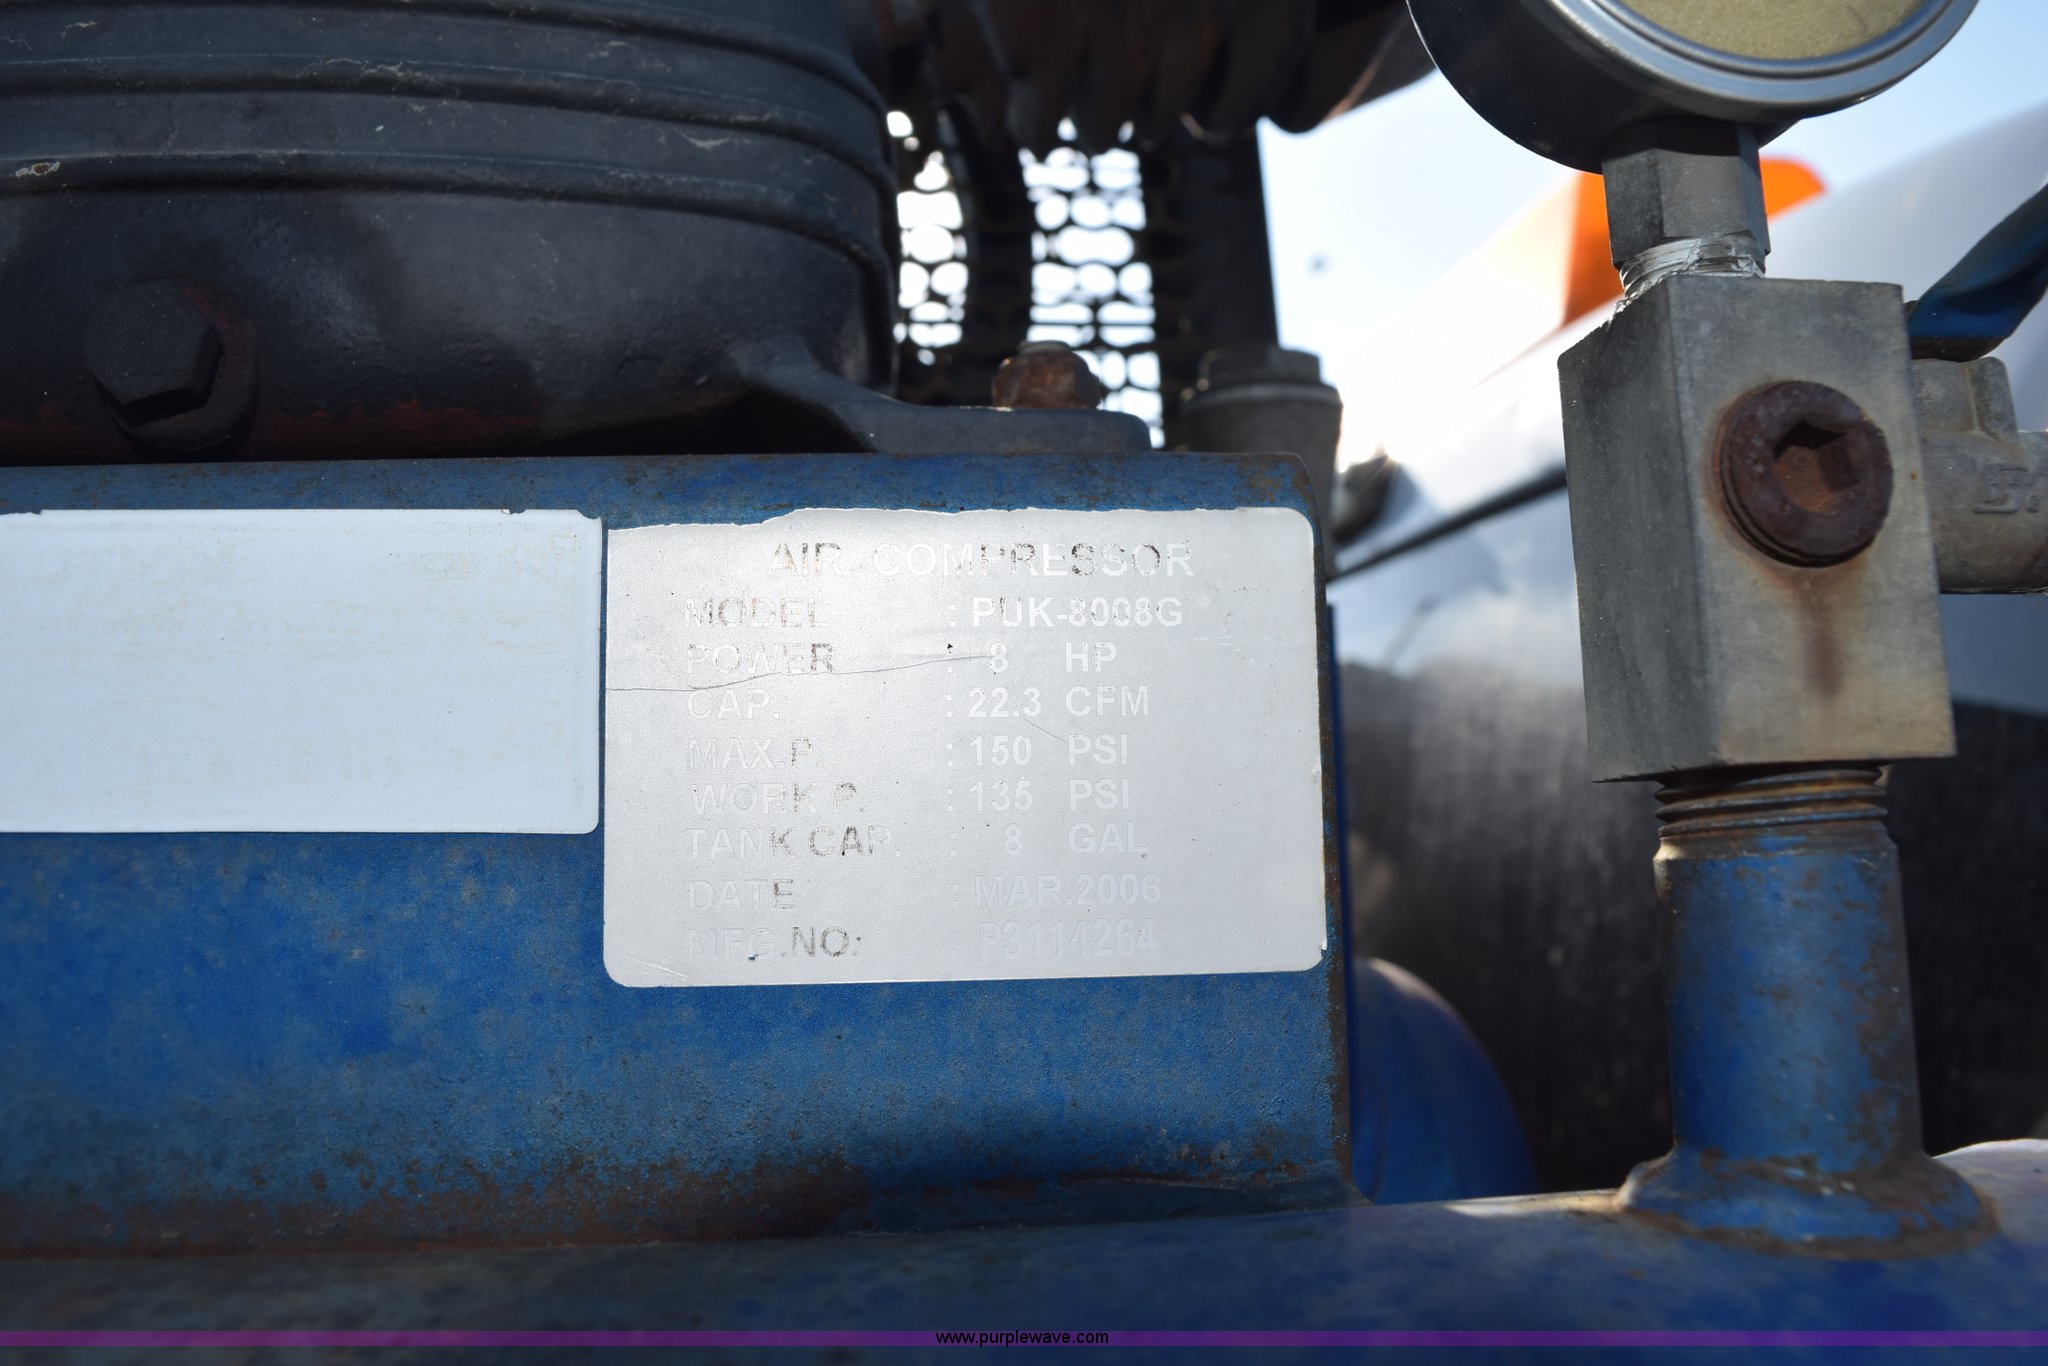 AIR COMPRESSOR
MODEL : PUK-8008G
POWER : 8 HP
CAP. : 22.3 CFM
MAX.P. : 150 PSI
WORK P. : 135 PSI
TANK CAP. : 8 GAL
DATE : MAR.2006
MFG.NO: P3114264
www.purplewave.com